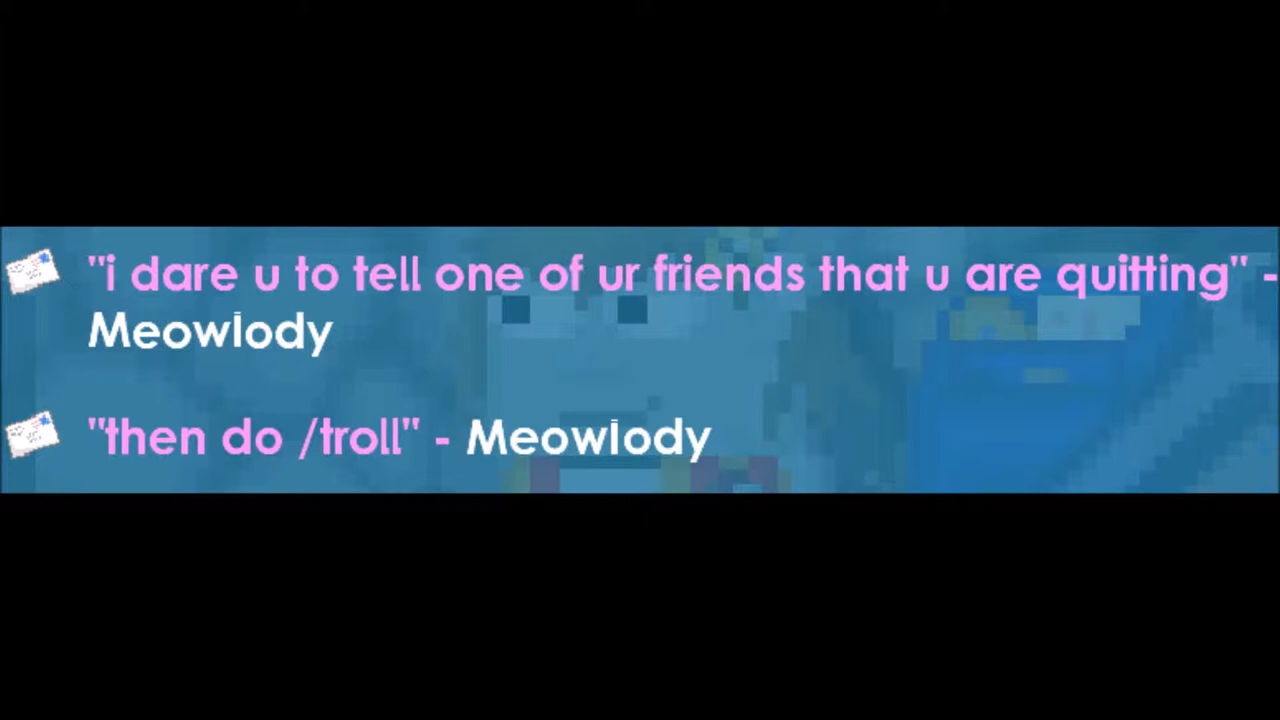 "i dare u to tell one of ur friends that u are quitting" -
Meowlody
"then do /troll" - Meowlody